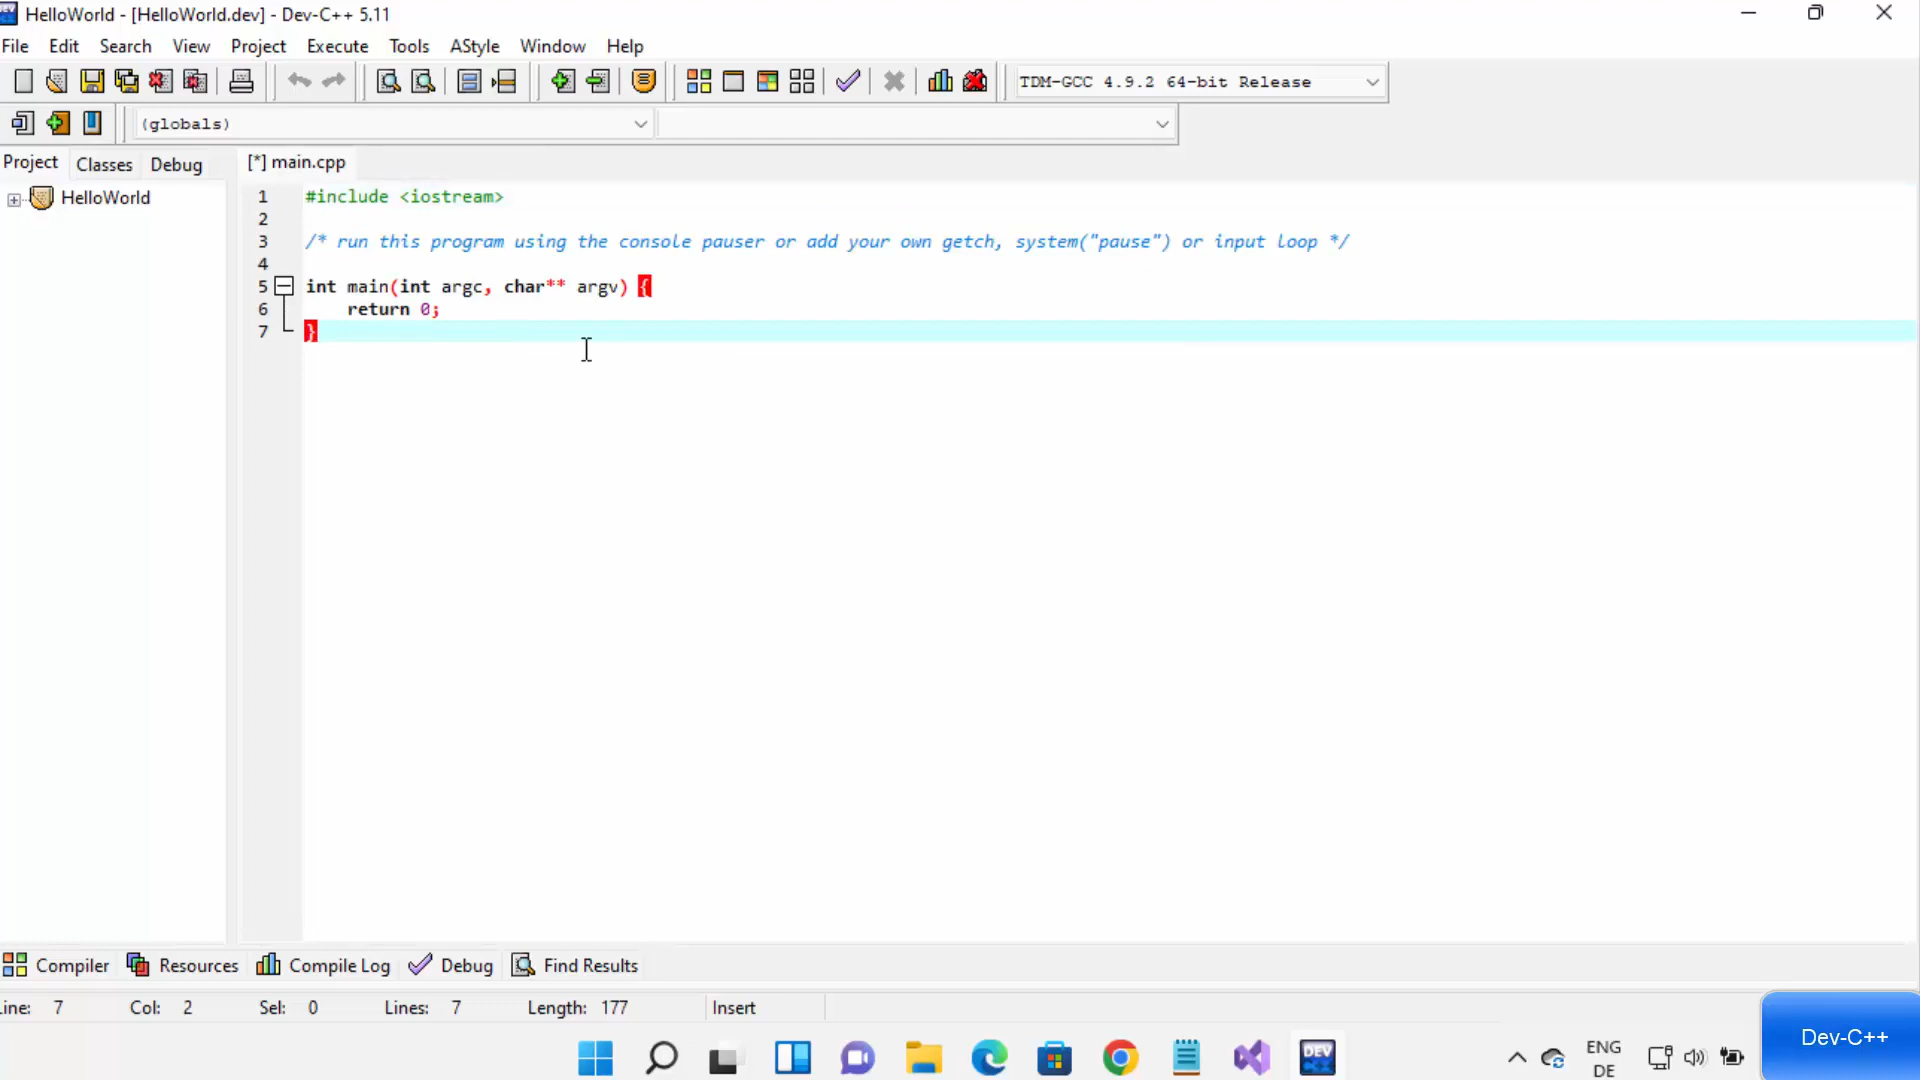 HelloWorld - [HelloWorld.dev] - Dev-C++ 5.11
File Edit Search View Project Execute Tools AStyle Window Help
TDM-GCC 4.9.2 64-bit Release
(globals)
Project Classes Debug [*] main.cpp
HelloWorld
1 #include <iostream>
2
3 /* run this program using the console pauser or add your own getch, system("pause") or input loop */
4
5 int main(int argc, char** argv) {
6 return 0;
7 }
Compiler Resources Compile Log Debug Find Results
ine: 7 Col: 2 Sel: 0 Lines: 7 Length: 177 Insert
DEV
ENG
DE
Dev-C++